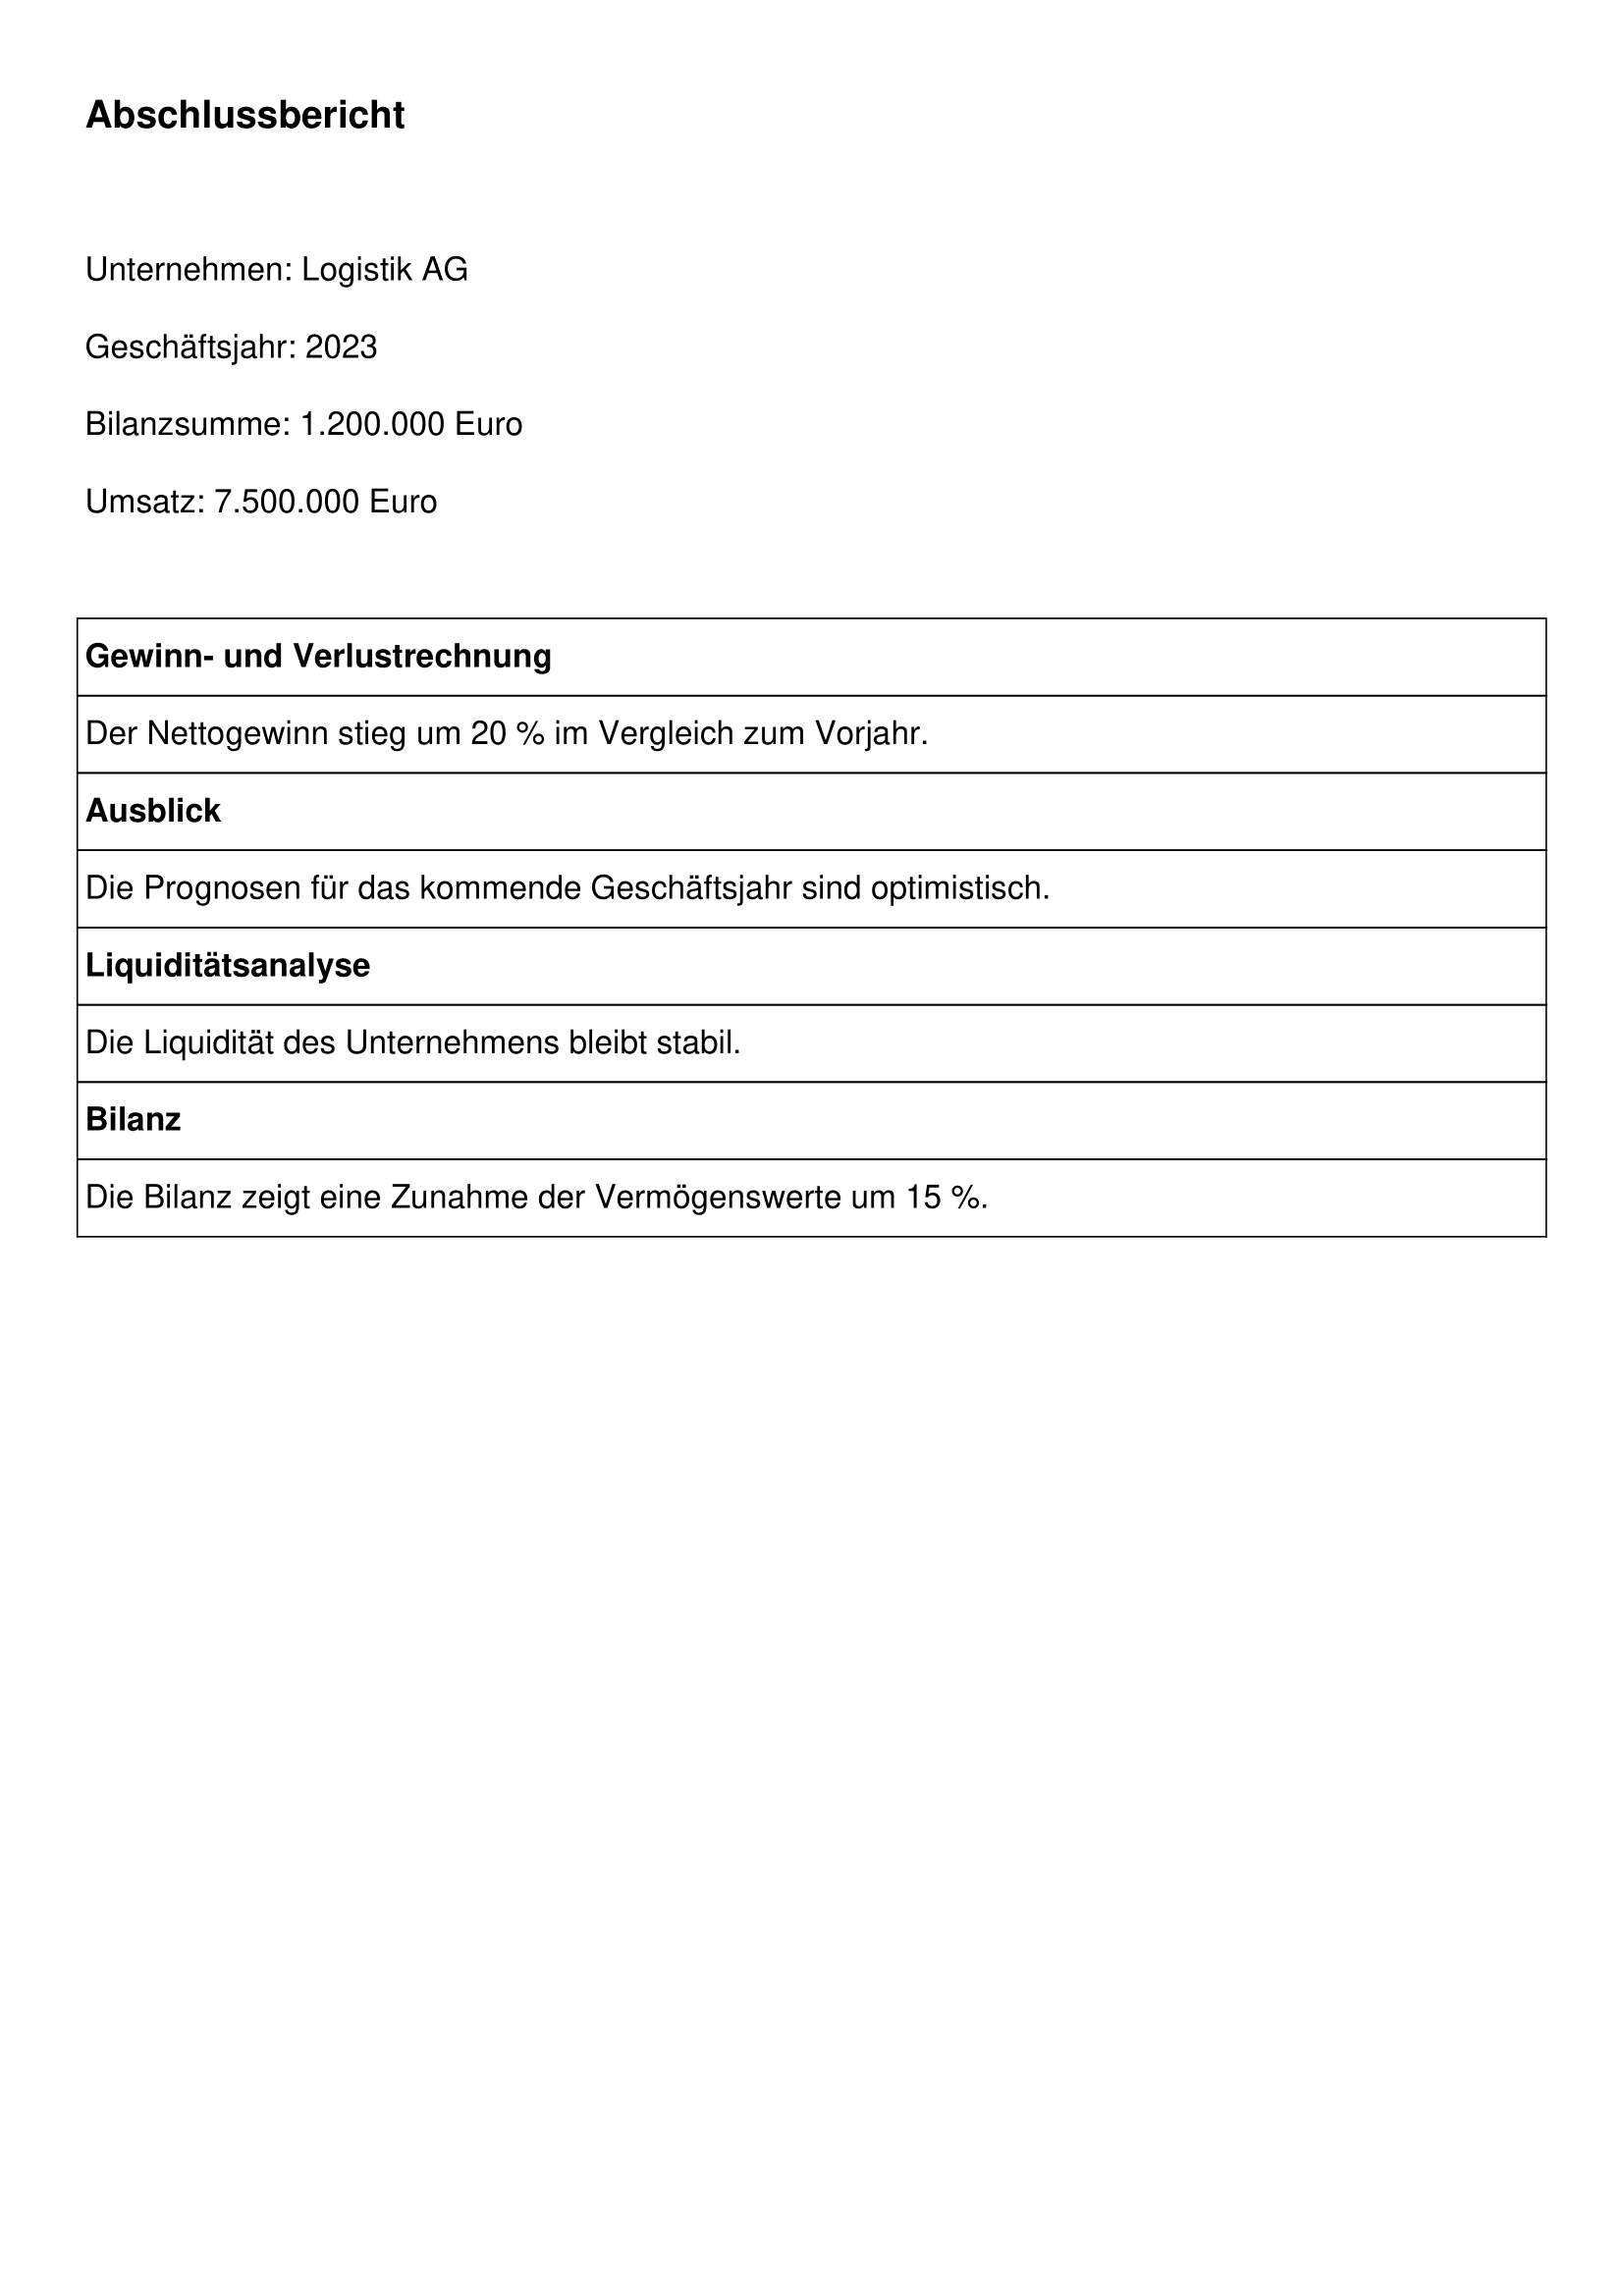 Abschlussbericht
Unternehmen: Logistik AG
Geschäftsjahr: 2023
Bilanzsumme: 1.200.000 Euro
Umsatz: 7.500.000 Euro
Gewinn- und Verlustrechnung
Der Nettogewinn stieg um 20 % im Vergleich zum Vorjahr.
Ausblick
Die Prognosen für das kommende Geschäftsjahr sind optimistisch.
Liquiditätsanalyse
Die Liquidität des Unternehmens bleibt stabil.
Bilanz
Die Bilanz zeigt eine Zunahme der Vermögenswerte um 15 %.